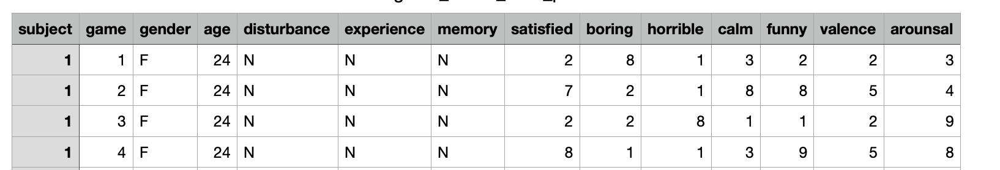 subject game gender age disturbance experience memory satisfied boring horrible calm funny valence arounsal
1 1 F 24 N N N 2 8 1 3 2 2 3
1 2 F 24 N N N 7 2 1 8 8 5 4
1 3 F 24 N N N 2 2 8 1 1 2 9
1 4 F 24 N N N 8 1 1 3 9 5 8